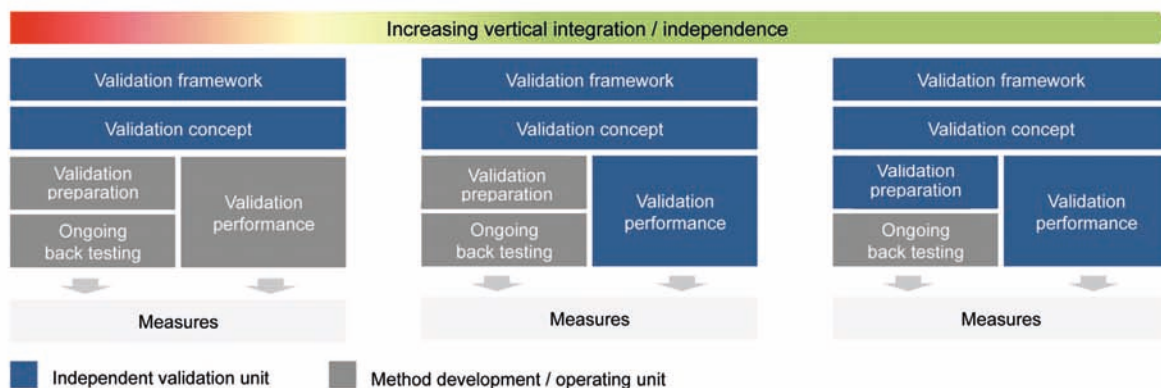 Increasing vertical integration / independence
Validation framework
Validation concept
Validation
preparation
Ongoing
back testing
Validation
performance
Measures
Validation framework
Validation concept
Validation
preparation
Ongoing
back testing
Validation
performance
Measures
Validation framework
Validation concept
Validation
preparation
Ongoing
back testing
Validation
performance
Measures
Independent validation unit
Method development / operating unit